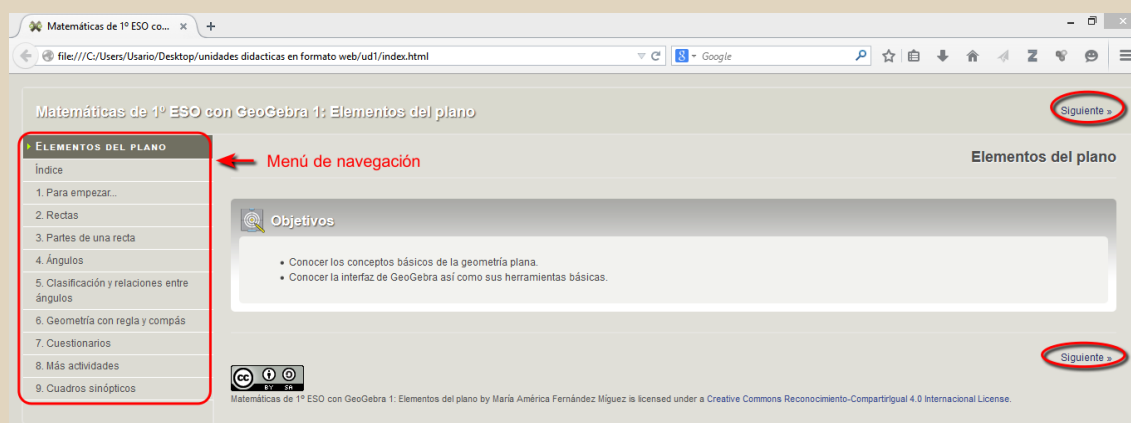 Matemáticas de 1º ESO co...
file:///C:/Users/Usario/Desktop/unidades didacticas en formato web/ud1/index.html
Google
Matemáticas de 1º ESO con GeoGebra 1: Elementos del plano
Siguiente »
ELEMENTOS DEL PLANO
Índice
1. Para empezar...
2. Rectas
3. Partes de una recta
4. Ángulos
5. Clasificación y relaciones entre
ángulos
6. Geometría con regla y compás
7. Cuestionarios
8. Más actividades
9. Cuadros sinópticos
Menú de navegación
Elementos del plano
Objetivos
• Conocer los conceptos básicos de la geometría plana.
• Conocer la interfaz de GeoGebra así como sus herramientas básicas.
Siguiente »
cc BY SA
Matemáticas de 1º ESO con GeoGebra 1: Elementos del plano by María América Fernández Míguez is licensed under a Creative Commons Reconocimiento-CompartirIgual 4.0 Internacional License.